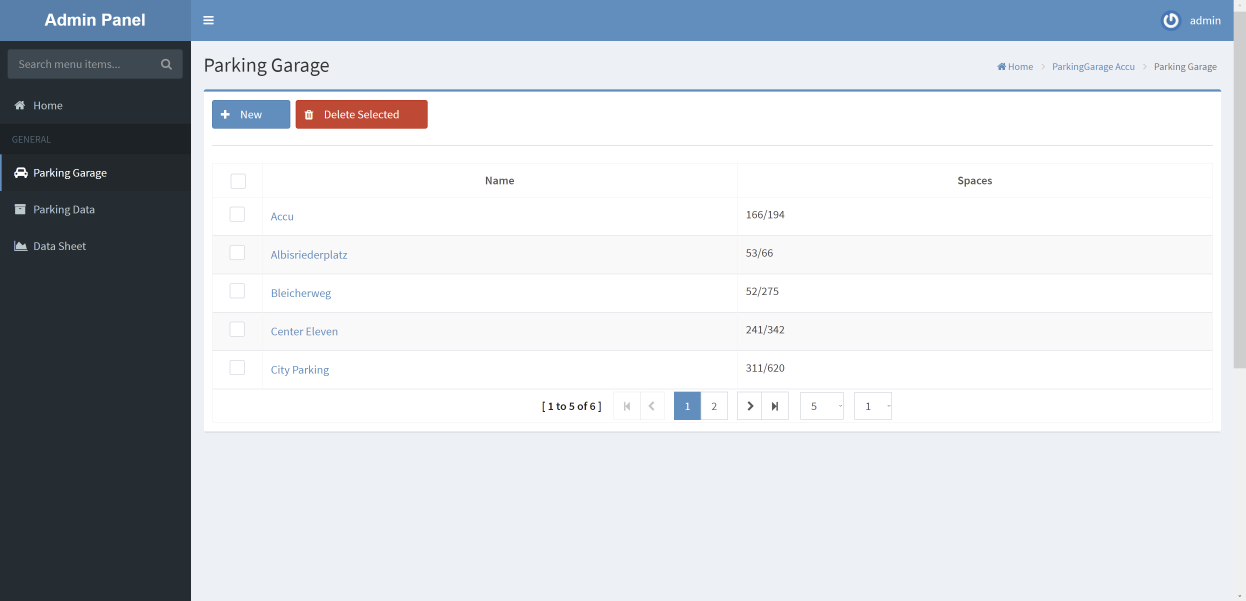 Admin Panel
admin
Search menu items...
Home
GENERAL
Parking Garage
Parking Data
Data Sheet
Parking Garage
Home > ParkingGarage Accu > Parking Garage
New Delete Selected
Name Spaces
Accu 166/194
Albisriederplatz 53/66
Bleicherweg 52/275
Center Eleven 241/342
City Parking 311/620
[ 1 to 5 of 6 ] 1 2 5 1